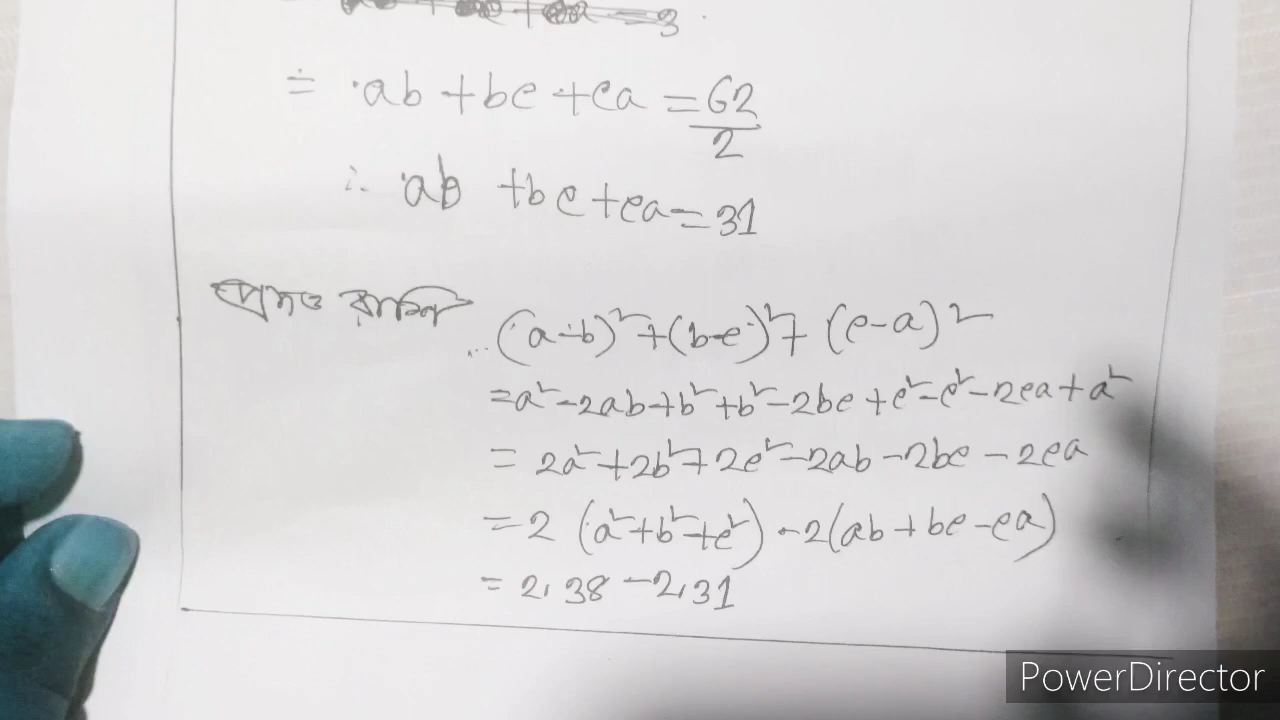 = ab + bc + ca = 62/2
∴ ab + bc + ca = 31
প্রদত্ত রাশি
(a-b)² + (b-c)² + (c-a)²
= a² - 2ab + b² + b² - 2bc + c² - c² - 2ca + a²
= 2a² + 2b² + 2c² - 2ab - 2bc - 2ca
= 2 (a² + b² + c²) - 2(ab + bc - ca)
= 2.38 - 2.31
PowerDirector